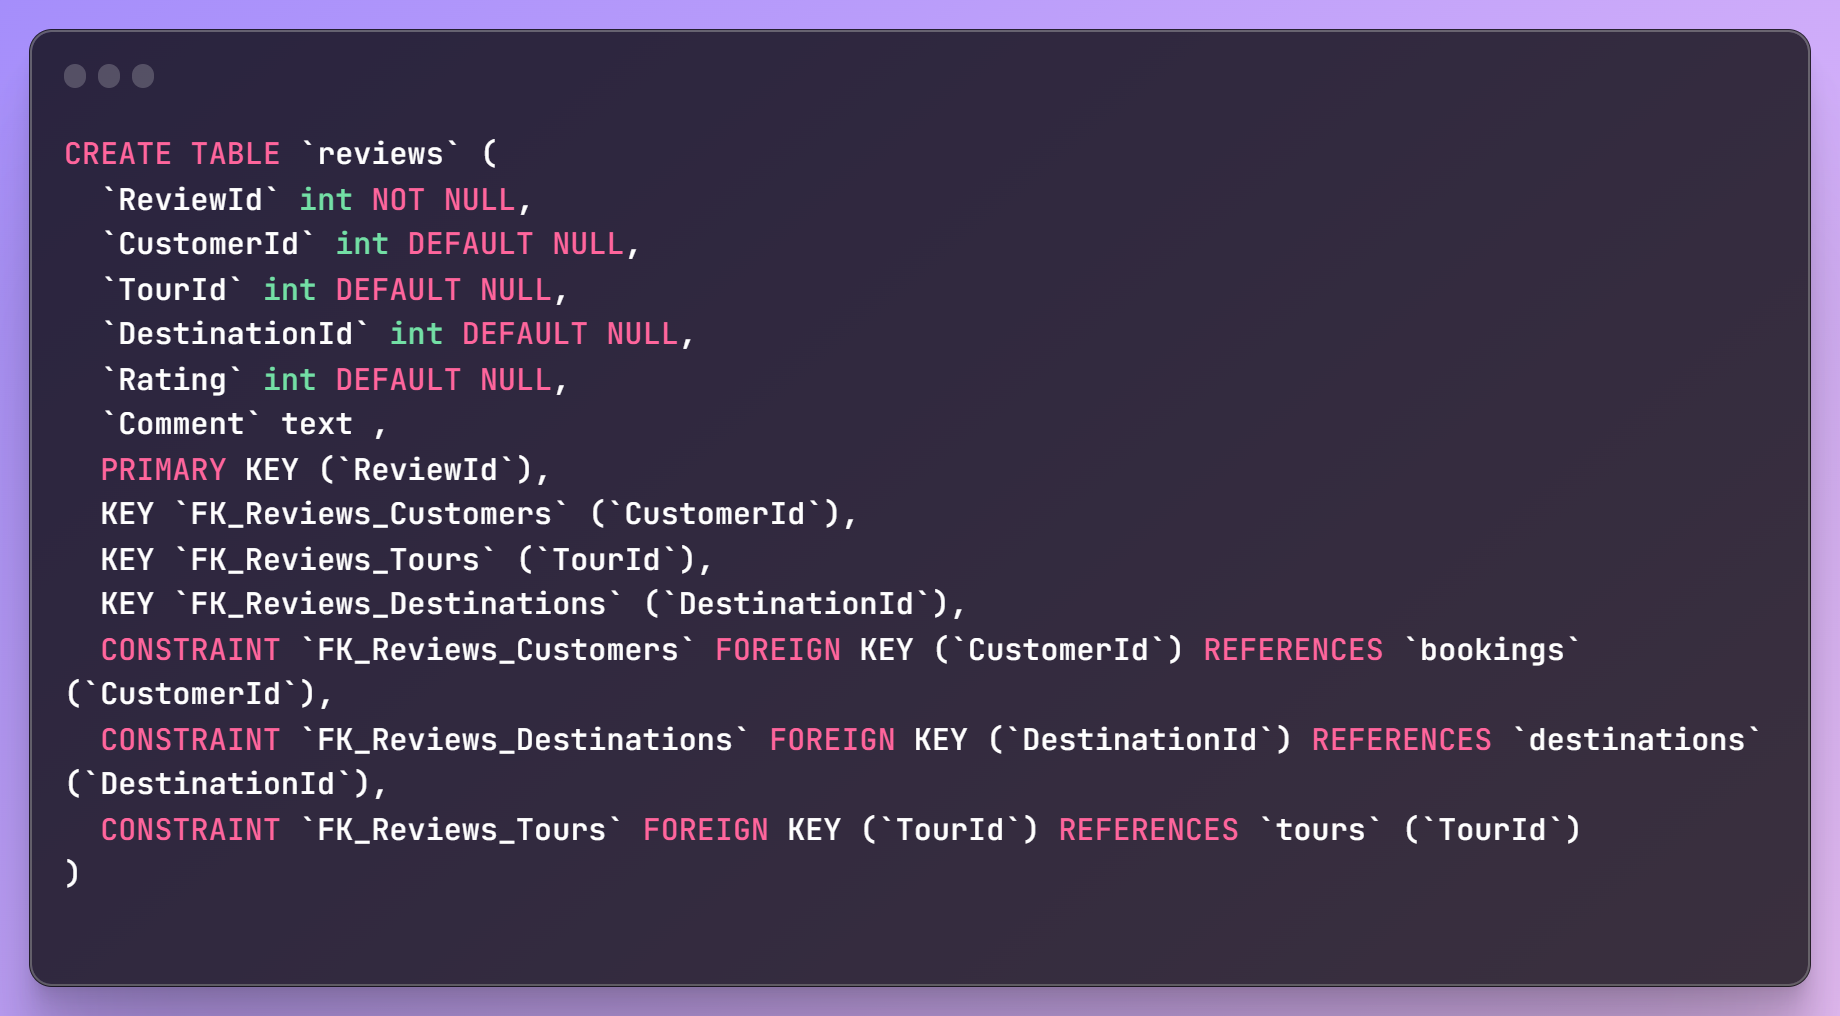 CREATE TABLE `reviews` (
  `ReviewId` int NOT NULL,
  `CustomerId` int DEFAULT NULL,
  `TourId` int DEFAULT NULL,
  `DestinationId` int DEFAULT NULL,
  `Rating` int DEFAULT NULL,
  `Comment` text ,
  PRIMARY KEY (`ReviewId`),
  KEY `FK_Reviews_Customers` (`CustomerId`),
  KEY `FK_Reviews_Tours` (`TourId`),
  KEY `FK_Reviews_Destinations` (`DestinationId`),
  CONSTRAINT `FK_Reviews_Customers` FOREIGN KEY (`CustomerId`) REFERENCES `bookings`
(`CustomerId`),
  CONSTRAINT `FK_Reviews_Destinations` FOREIGN KEY (`DestinationId`) REFERENCES `destinations`
(`DestinationId`),
  CONSTRAINT `FK_Reviews_Tours` FOREIGN KEY (`TourId`) REFERENCES `tours` (`TourId`)
)